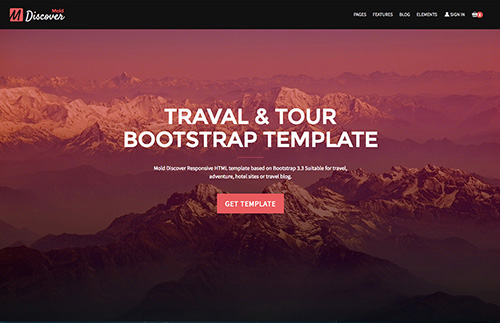 M Mold Discover
PAGES FEATURES BLOG ELEMENTS SIGN IN
TRAVAL & TOUR
BOOTSTRAP TEMPLATE
Mold Discover Responsive HTML template based on Bootstrap 3.3 Suitable for travel,
adventure, hotel sites or travel blog.
GET TEMPLATE